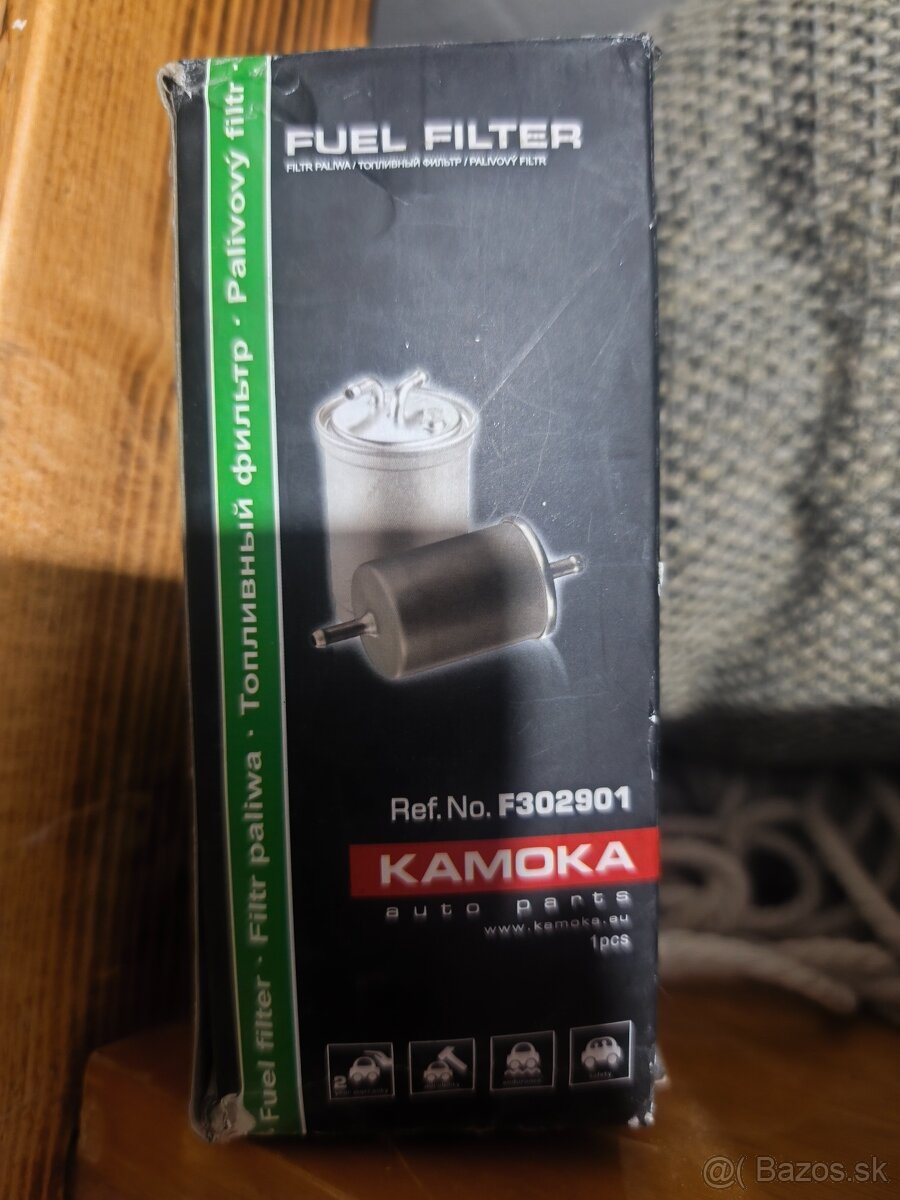 FUEL FILTER
FILTR PALIWA / ТОПЛИВНЫЙ ФИЛЬТР / PALIVOVÝ FILTR
Fuel filter · Filtr paliwa · Топливный фильтр · Palivový filtr ·
Ref. No. F302901
KAMOKA
auto parts
www.kamoka.eu
1pcs
2
@( Bazos.sk